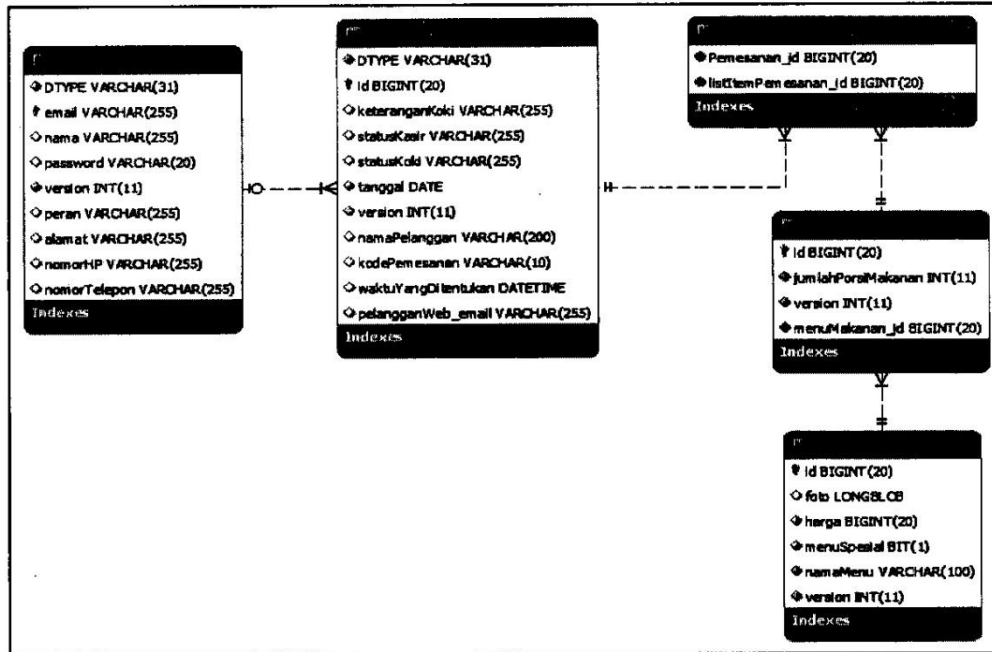 DTYPE VARCHAR(31)
email VARCHAR(255)
nama VARCHAR(255)
password VARCHAR(20)
version INT(11)
peran VARCHAR(255)
alamat VARCHAR(255)
nomorHP VARCHAR(255)
nomorTelepon VARCHAR(255)
Indexes
DTYPE VARCHAR(31)
id BIGINT(20)
keteranganKoki VARCHAR(255)
statusKasir VARCHAR(255)
statusKoki VARCHAR(255)
tanggal DATE
version INT(11)
namaPelanggan VARCHAR(200)
kodePemesanan VARCHAR(10)
waktuYangDitentukan DATETIME
pelangganWeb_email VARCHAR(255)
Indexes
Pemesanan_id BIGINT(20)
listItemPemesanan_id BIGINT(20)
Indexes
id BIGINT(20)
jumlahPorsiMakanan INT(11)
version INT(11)
menuMakanan_id BIGINT(20)
Indexes
id BIGINT(20)
foto LONGBLOB
harga BIGINT(20)
menuSpesial BIT(1)
namaMenu VARCHAR(100)
version INT(11)
Indexes